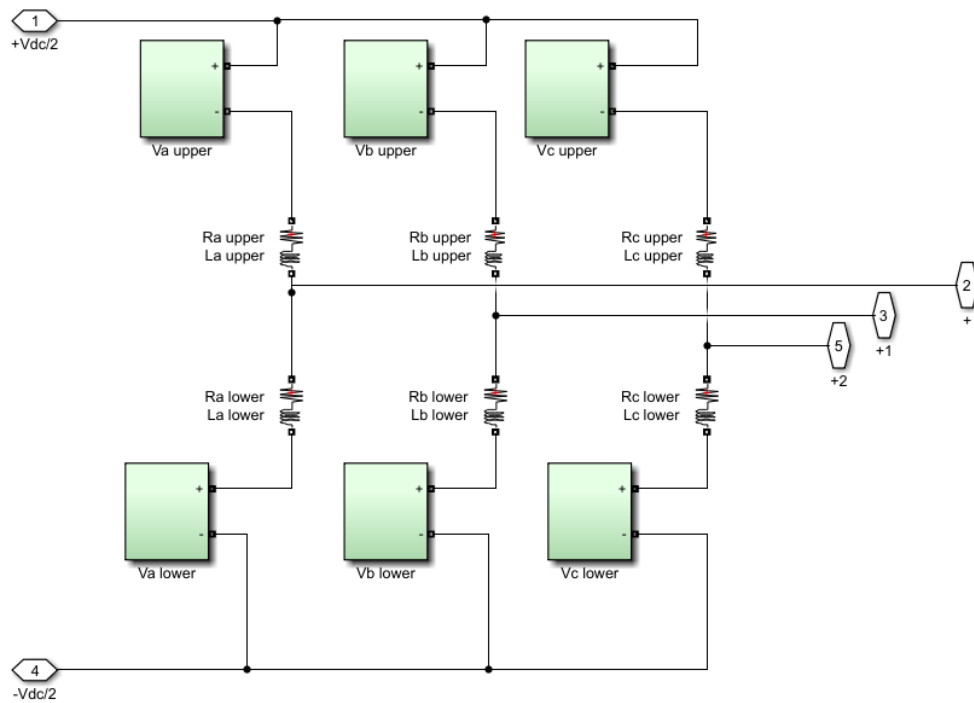 1
+Vdc/2
+
-
Va upper
+
-
Vb upper
+
-
Vc upper
Ra upper
La upper
Rb upper
Lb upper
Rc upper
Lc upper
2
+
3
+1
5
+2
Ra lower
La lower
Rb lower
Lb lower
Rc lower
Lc lower
+
-
Va lower
+
-
Vb lower
+
-
Vc lower
4
-Vdc/2